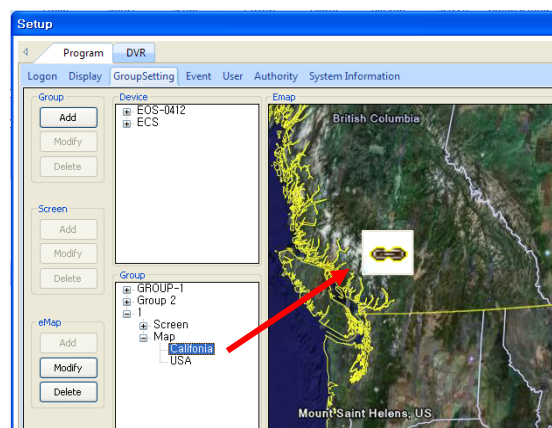 Setup
Program
DVR
Logon Display GroupSetting Event User Authority System Information
Group
Add
Modify
Delete
Screen
Add
Modify
Delete
eMap
Add
Modify
Delete
Device
EOS-0412
ECS
Group
GROUP-1
Group 2
1
Screen
Map
Califonia
USA
Emap
British Columbia
Mount Saint Helens, US